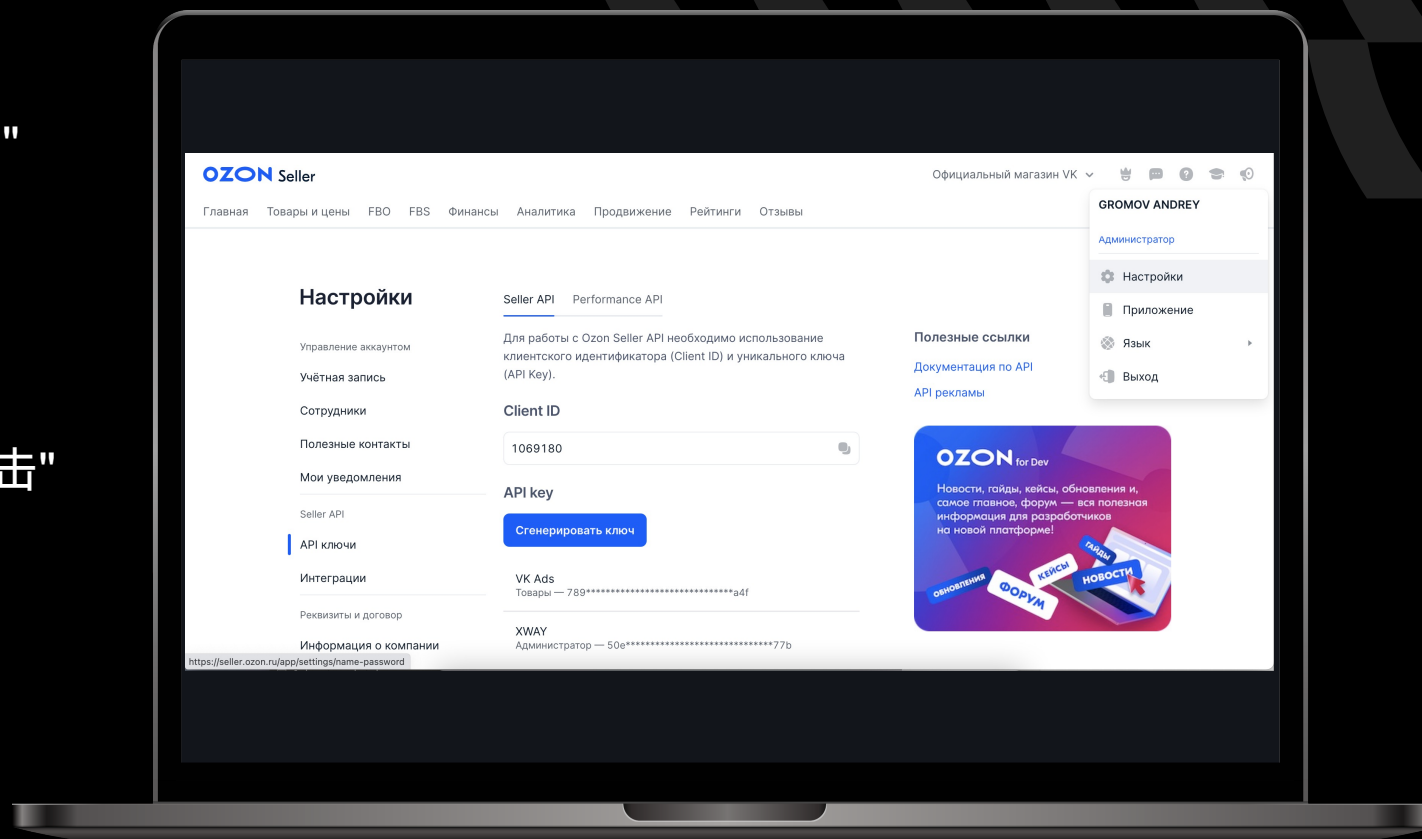 "
击"
OZON Seller
Официальный магазин VK
Главная Товары и цены FBO FBS Финансы Аналитика Продвижение Рейтинги Отзывы
GROMOV ANDREY
Администратор
Настройки
Приложение
Язык
Выход
Настройки
Управление аккаунтом
Учётная запись
Сотрудники
Полезные контакты
Мои уведомления
Seller API
API ключи
Интеграции
Реквизиты и договор
Информация о компании
Seller API Performance API
Для работы с Ozon Seller API необходимо использование
клиентского идентификатора (Client ID) и уникального ключа
(API Key).
Client ID
1069180
API key
Сгенерировать ключ
VK Ads
Товары — 789******************************a4f
XWAY
Администратор — 50e******************************77b
Полезные ссылки
Документация по API
API рекламы
OZON for Dev
Новости, гайды, кейсы, обновления и,
самое главное, форум — вся полезная
информация для разработчиков
на новой платформе!
ГАЙДЫ
КЕЙСЫ
НОВОСТИ
ОБНОВЛЕНИЯ
ФОРУМ
https://seller.ozon.ru/app/settings/name-password